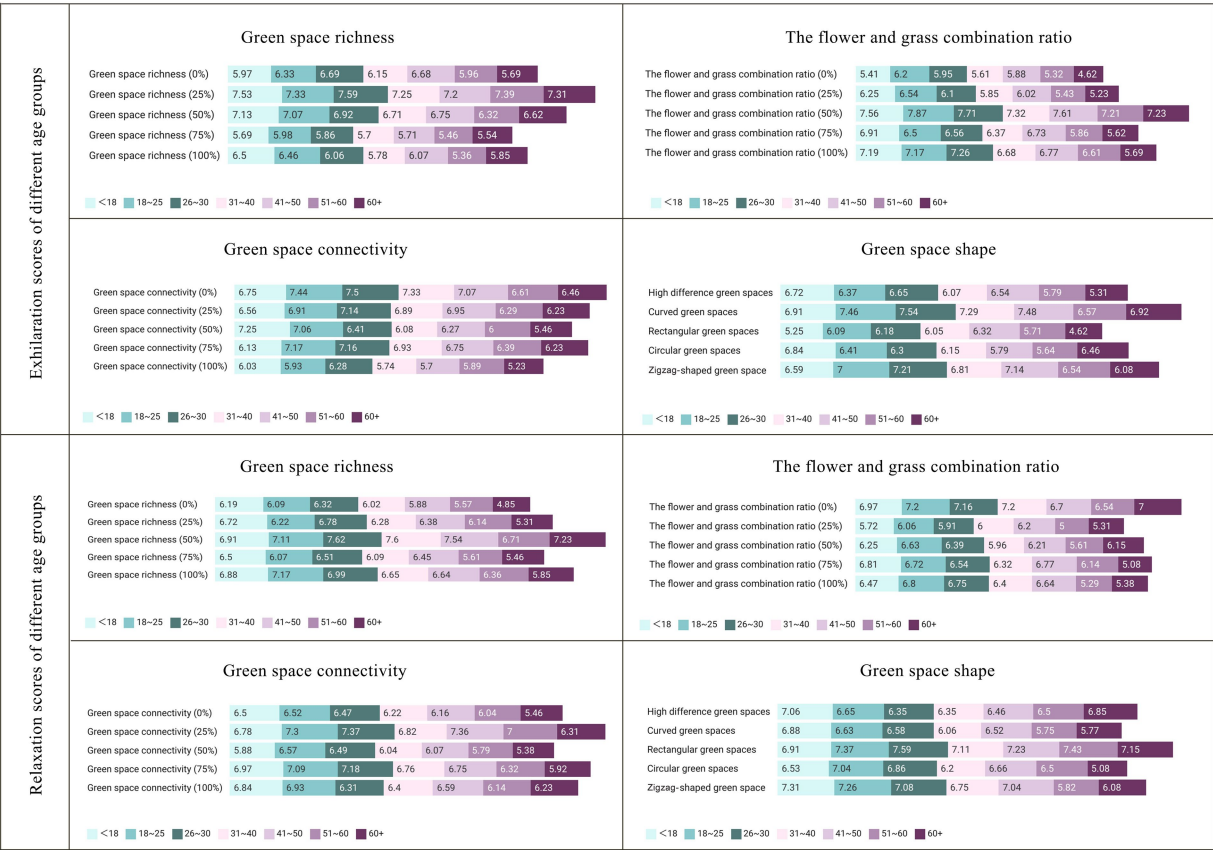 Exhilaration scores of different age groups
Green space richness
Green space richness (0%) 5.97 6.33 6.69 6.15 6.68 5.96 5.69
Green space richness (25%) 7.53 7.33 7.59 7.25 7.2 7.39 7.31
Green space richness (50%) 7.13 7.07 6.92 6.71 6.75 6.32 6.62
Green space richness (75%) 5.69 5.98 5.86 5.7 5.71 5.46 5.54
Green space richness (100%) 6.5 6.46 6.06 5.78 6.07 5.36 5.85
<18 18~25 26~30 31~40 41~50 51~60 60+
The flower and grass combination ratio
The flower and grass combination ratio (0%) 5.41 6.2 5.95 5.61 5.88 5.32 4.62
The flower and grass combination ratio (25%) 6.25 6.54 6.1 5.85 6.02 5.43 5.23
The flower and grass combination ratio (50%) 7.56 7.87 7.71 7.32 7.61 7.21 7.23
The flower and grass combination ratio (75%) 6.91 6.5 6.56 6.37 6.73 5.86 5.62
The flower and grass combination ratio (100%) 7.19 7.17 7.26 6.68 6.77 6.61 5.69
<18 18~25 26~30 31~40 41~50 51~60 60+
Green space connectivity
Green space connectivity (0%) 6.75 7.44 7.5 7.33 7.07 6.61 6.46
Green space connectivity (25%) 6.56 6.91 7.14 6.89 6.95 6.29 6.23
Green space connectivity (50%) 7.25 7.06 6.41 6.08 6.27 6 5.46
Green space connectivity (75%) 6.13 7.17 7.16 6.93 6.75 6.39 6.23
Green space connectivity (100%) 6.03 5.93 6.28 5.74 5.7 5.89 5.23
<18 18~25 26~30 31~40 41~50 51~60 60+
Green space shape
High difference green spaces 6.72 6.37 6.65 6.07 6.54 5.79 5.31
Curved green spaces 6.91 7.46 7.54 7.29 7.48 6.57 6.92
Rectangular green spaces 5.25 6.09 6.18 6.05 6.32 5.71 4.62
Circular green spaces 6.84 6.41 6.3 6.15 5.79 5.64 6.46
Zigzag-shaped green space 6.59 7 7.21 6.81 7.14 6.54 6.08
<18 18~25 26~30 31~40 41~50 51~60 60+
Relaxation scores of different age groups
Green space richness
Green space richness (0%) 6.19 6.09 6.32 6.02 5.88 5.57 4.85
Green space richness (25%) 6.72 6.22 6.78 6.28 6.38 6.14 5.31
Green space richness (50%) 6.91 7.11 7.62 7.6 7.54 6.71 7.23
Green space richness (75%) 6.5 6.07 6.51 6.09 6.45 5.61 5.46
Green space richness (100%) 6.88 7.17 6.99 6.65 6.64 6.36 5.85
<18 18~25 26~30 31~40 41~50 51~60 60+
The flower and grass combination ratio
The flower and grass combination ratio (0%) 6.97 7.2 7.16 7.2 6.7 6.54 7
The flower and grass combination ratio (25%) 5.72 6.06 5.91 6 6.2 5 5.31
The flower and grass combination ratio (50%) 6.25 6.63 6.39 5.96 6.21 5.61 6.15
The flower and grass combination ratio (75%) 6.81 6.72 6.54 6.32 6.77 6.14 5.08
The flower and grass combination ratio (100%) 6.47 6.8 6.75 6.4 6.64 5.29 5.38
<18 18~25 26~30 31~40 41~50 51~60 60+
Green space connectivity
Green space connectivity (0%) 6.5 6.52 6.47 6.22 6.16 6.04 5.46
Green space connectivity (25%) 6.78 7.3 7.37 6.82 7.36 7 6.31
Green space connectivity (50%) 5.88 6.57 6.49 6.04 6.07 5.79 5.38
Green space connectivity (75%) 6.97 7.09 7.18 6.76 6.75 6.32 5.92
Green space connectivity (100%) 6.84 6.93 6.31 6.4 6.59 6.14 6.23
<18 18~25 26~30 31~40 41~50 51~60 60+
Green space shape
High difference green spaces 7.06 6.65 6.35 6.35 6.46 6.5 6.85
Curved green spaces 6.88 6.63 6.58 6.06 6.52 5.75 5.77
Rectangular green spaces 6.91 7.37 7.59 7.11 7.23 7.43 7.15
Circular green spaces 6.53 7.04 6.86 6.2 6.66 6.5 5.08
Zigzag-shaped green space 7.31 7.26 7.08 6.75 7.04 5.82 6.08
<18 18~25 26~30 31~40 41~50 51~60 60+